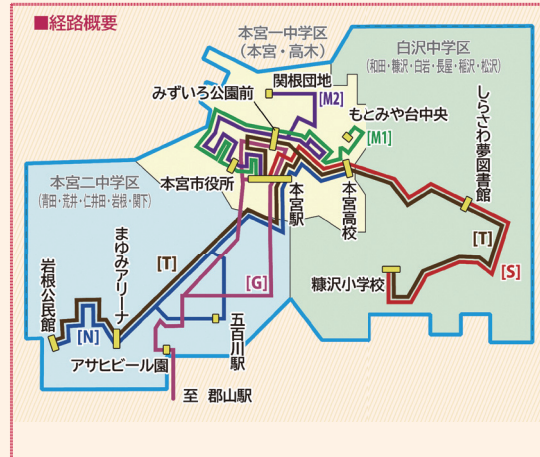 ■経路概要
本宮一中学区
(本宮・高木)
白沢中学区
(和田・糠沢・白岩・長屋・稲沢・松沢)
関根団地
[M2]
みずいろ公園前
もとみや台中央
[M1]
しらさわ夢図書館
本宮市役所
本宮駅
本宮高校
本宮二中学区
(青田・荒井・仁井田・岩根・関下)
まゆみアリーナ
[T]
[T]
[S]
[G]
糠沢小学校
岩根公民館
[N]
五百川駅
アサヒビール園
至 郡山駅